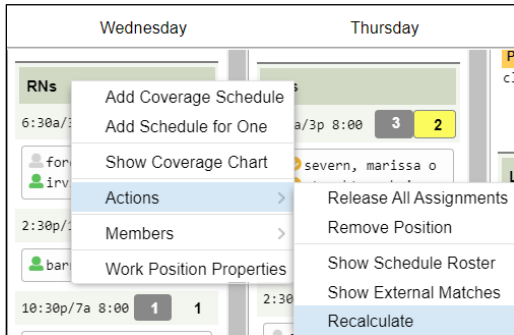 Wednesday
Thursday
RNs
6:30a/3
2:30p/1
10:30p/7a 8:00 1 1
Add Coverage Schedule
Add Schedule for One
Show Coverage Chart
Actions
Members
Work Position Properties
a/3p 8:00 3 2
severn, marissa o
2:30
Release All Assignments
Remove Position
Show Schedule Roster
Show External Matches
Recalculate